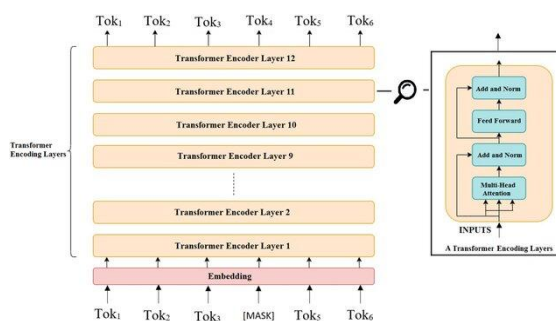 Tok1 Tok2 Tok3 Tok4 Tok5 Tok6
Transformer Encoder Layer 12
Transformer Encoder Layer 11
Transformer Encoder Layer 10
Transformer Encoder Layer 9
Transformer
Encoding Layers
Transformer Encoder Layer 2
Transformer Encoder Layer 1
Embedding
Tok1 Tok2 Tok3 [MASK] Tok5 Tok6
Add and Norm
Feed Forward
Add and Norm
Multi-Head
Attention
INPUTS
A Transformer Encoding Layers